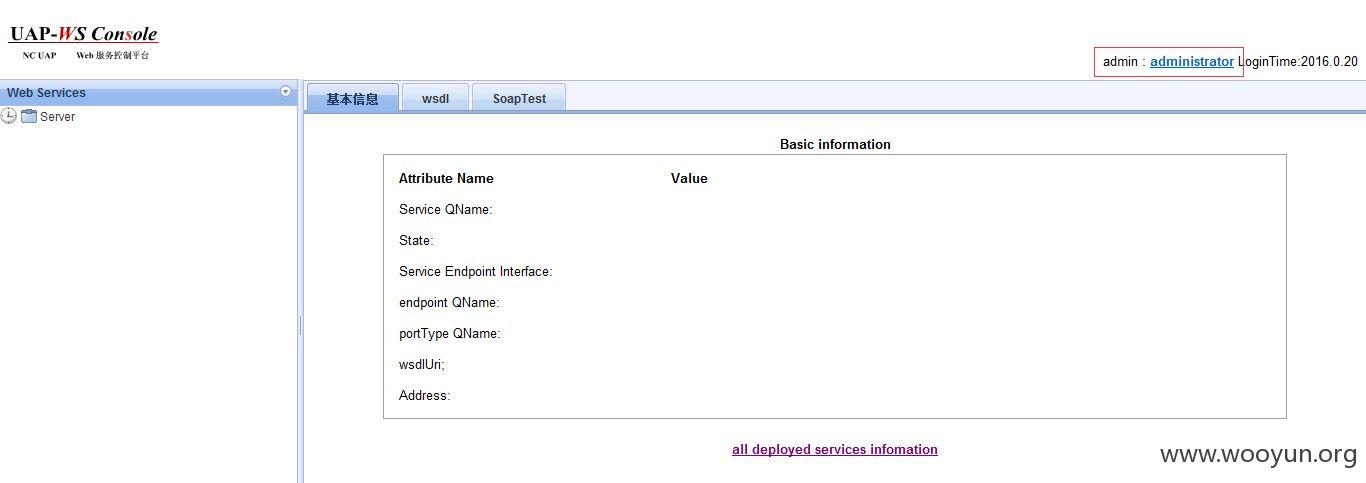 UAP-WS Console
NC UAP Web 服务控制平台
admin : administrator LoginTime:2016.0.20
Web Services
Server
基本信息 wsdl SoapTest
Basic information
Attribute Name Value
Service QName:
State:
Service Endpoint Interface:
endpoint QName:
portType QName:
wsdlUri;
Address:
all deployed services infomation
www.wooyun.org